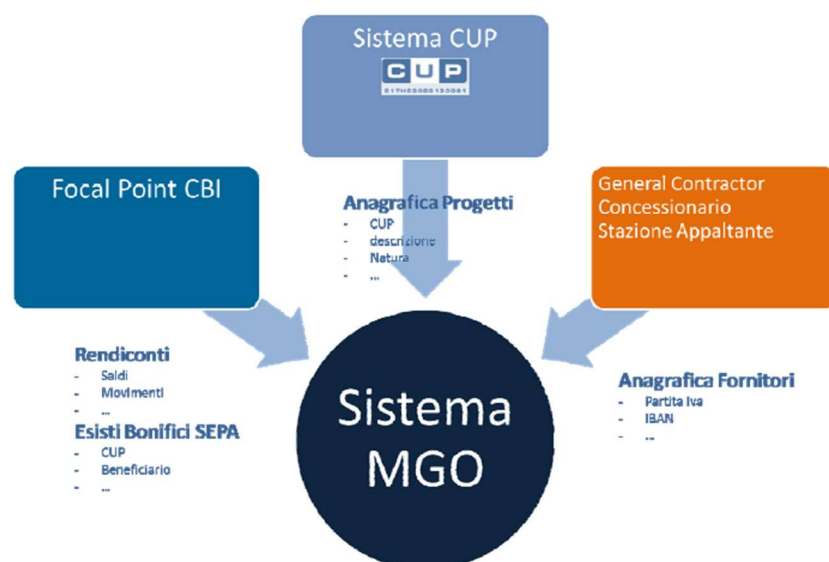 Sistema CUP
CUP
Focal Point CBI
Anagrafica Progetti
- CUP
- descrizione
- Natura
- ...
General Contractor
Concessionario
Stazione Appaltante
Rendiconti
- Saldi
- Movimenti
- ...
Esisti Bonifici SEPA
- CUP
- Beneficiario
- ...
Sistema
MGO
Anagrafica Fornitori
- Partita Iva
- IBAN
- ...